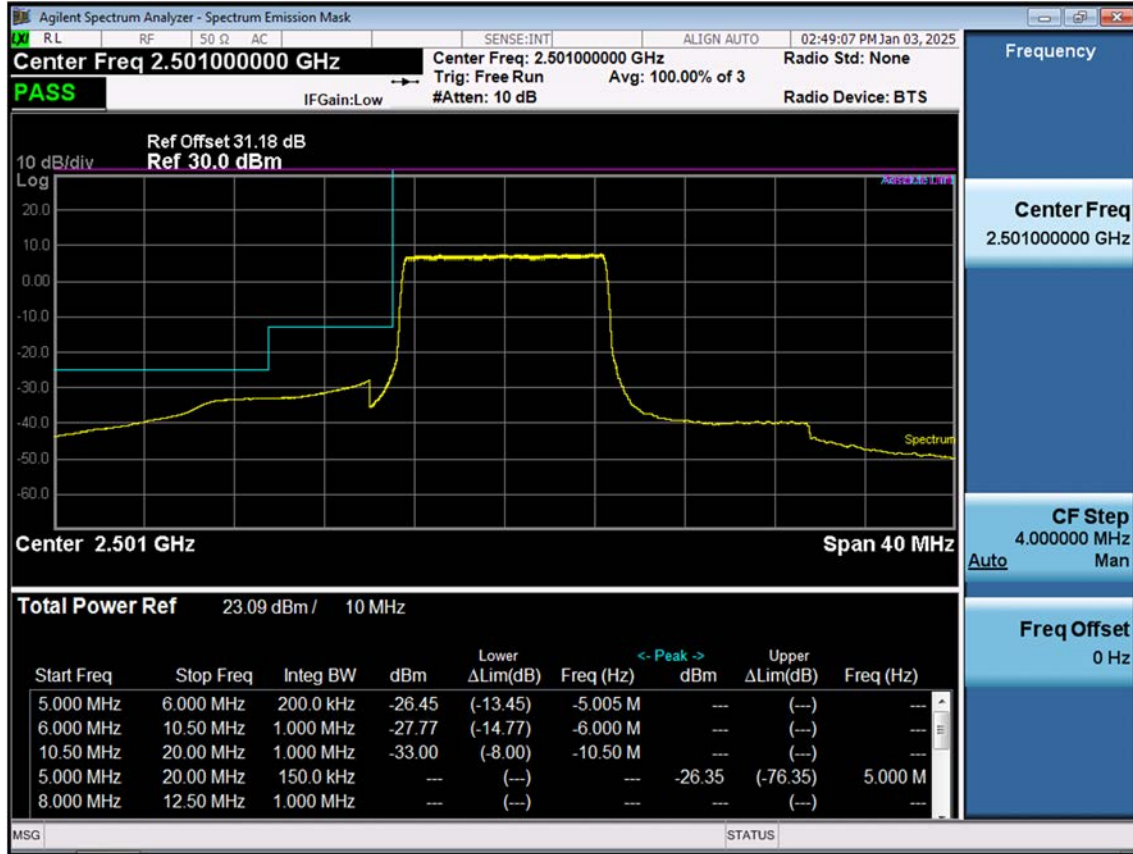 Agilent Spectrum Analyzer - Spectrum Emission Mask
LXI RL RF 50 Ω AC SENSE:INT ALIGN AUTO 02:49:07 PM Jan 03, 2025
Center Freq 2.501000000 GHz
Center Freq: 2.501000000 GHz Radio Std: None
Trig: Free Run Avg: 100.00% of 3
PASS IFGain:Low #Atten: 10 dB Radio Device: BTS
Frequency
Ref Offset 31.18 dB
10 dB/div Ref 30.0 dBm
Log
Absolute Limit
20.0
10.0
0.00
-10.0
-20.0
-30.0
-40.0
Spectrum
-50.0
-60.0
Center 2.501 GHz Span 40 MHz
Center Freq
2.501000000 GHz
CF Step
4.000000 MHz
Auto Man
Freq Offset
0 Hz
Total Power Ref 23.09 dBm / 10 MHz
Lower <- Peak -> Upper
Start Freq Stop Freq Integ BW dBm ΔLim(dB) Freq (Hz) dBm ΔLim(dB) Freq (Hz)
5.000 MHz 6.000 MHz 200.0 kHz -26.45 (-13.45) -5.005 M --- (---) ---
6.000 MHz 10.50 MHz 1.000 MHz -27.77 (-14.77) -6.000 M --- (---) ---
10.50 MHz 20.00 MHz 1.000 MHz -33.00 (-8.00) -10.50 M --- (---) ---
5.000 MHz 20.00 MHz 150.0 kHz --- (---) --- -26.35 (-76.35) 5.000 M
8.000 MHz 12.50 MHz 1.000 MHz --- (---) --- --- (---) ---
MSG STATUS